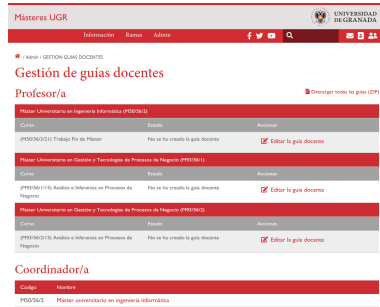 Másteres UGR
UNIVERSIDAD
DE GRANADA
Información Ramas Admin
/ Admin / GESTIÓN GUIAS DOCENTES
Gestión de guías docentes
Profesor/a
Descargar todas las guías (ZIP)
Máster Universitario en Ingeniería Informática (M50/56/2)
Curso Estado Acciones
(M50/56/2/21) Trabajo Fin de Máster No se ha creado la guía docente Editar la guía docente
Máster Universitario en Gestión y Tecnologías de Procesos de Negocio (M93/56/1)
Curso Estado Acciones
(M93/56/1/13) Análisis e Inferencia en Procesos de Negocio No se ha creado la guía docente Editar la guía docente
Máster Universitario en Gestión y Tecnologías de Procesos de Negocio (M93/56/2)
Curso Estado Acciones
(M93/56/2/13) Análisis e Inferencia en Procesos de Negocio No se ha creado la guía docente Editar la guía docente
Coordinador/a
Código Nombre
M50/56/2 Máster universitario en ingeniería informática